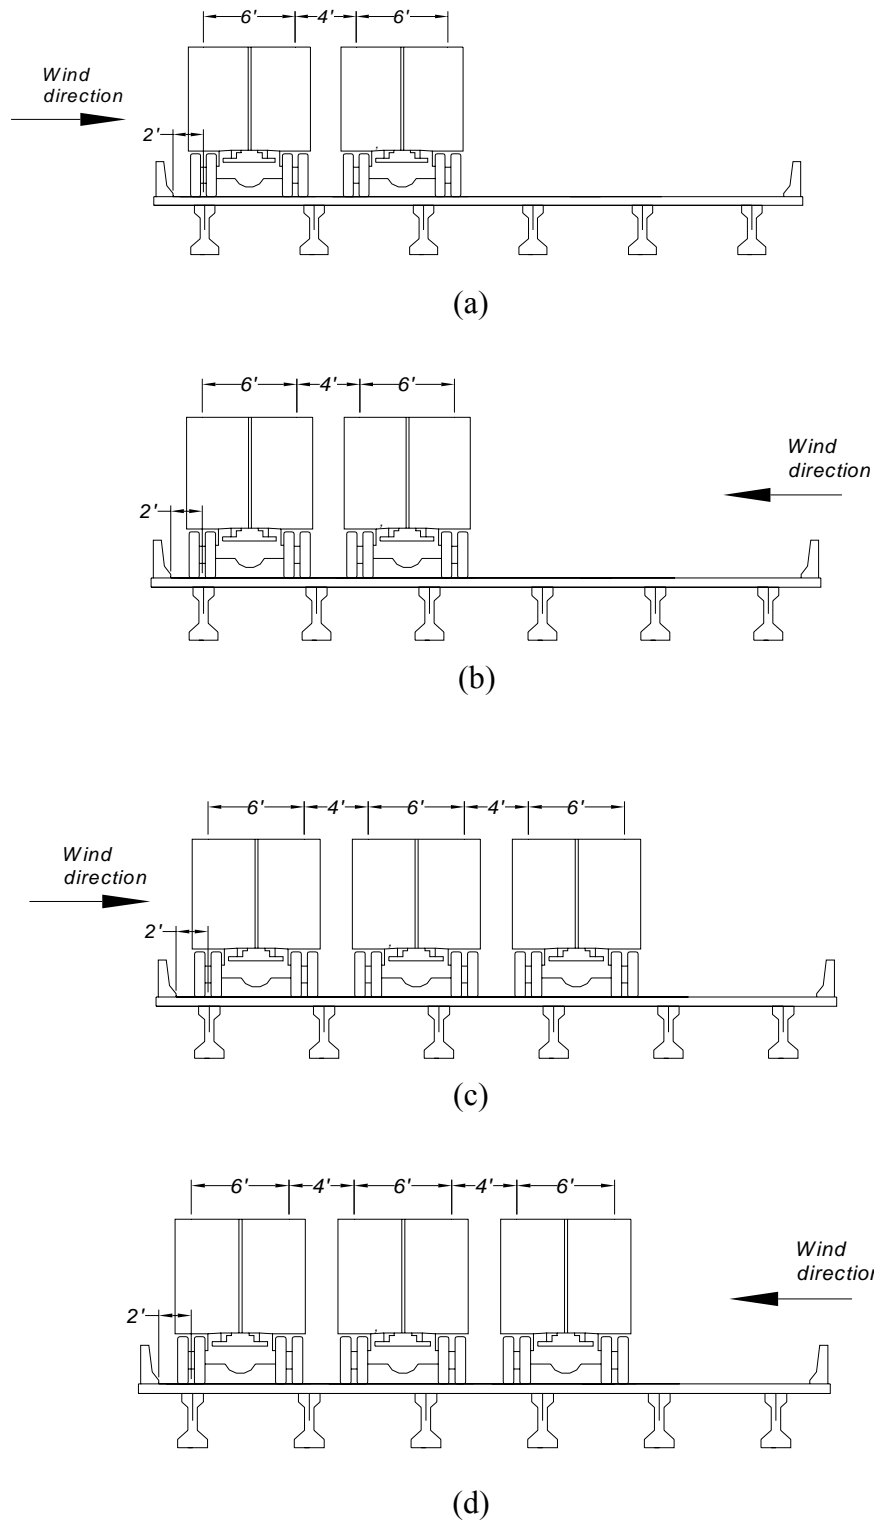 6' 4' 6'
Wind
direction
2'
(a)
6' 4' 6'
Wind
direction
2'
(b)
6' 4' 6' 4' 6'
Wind
direction
2'
(c)
6' 4' 6' 4' 6'
Wind
direction
2'
(d)